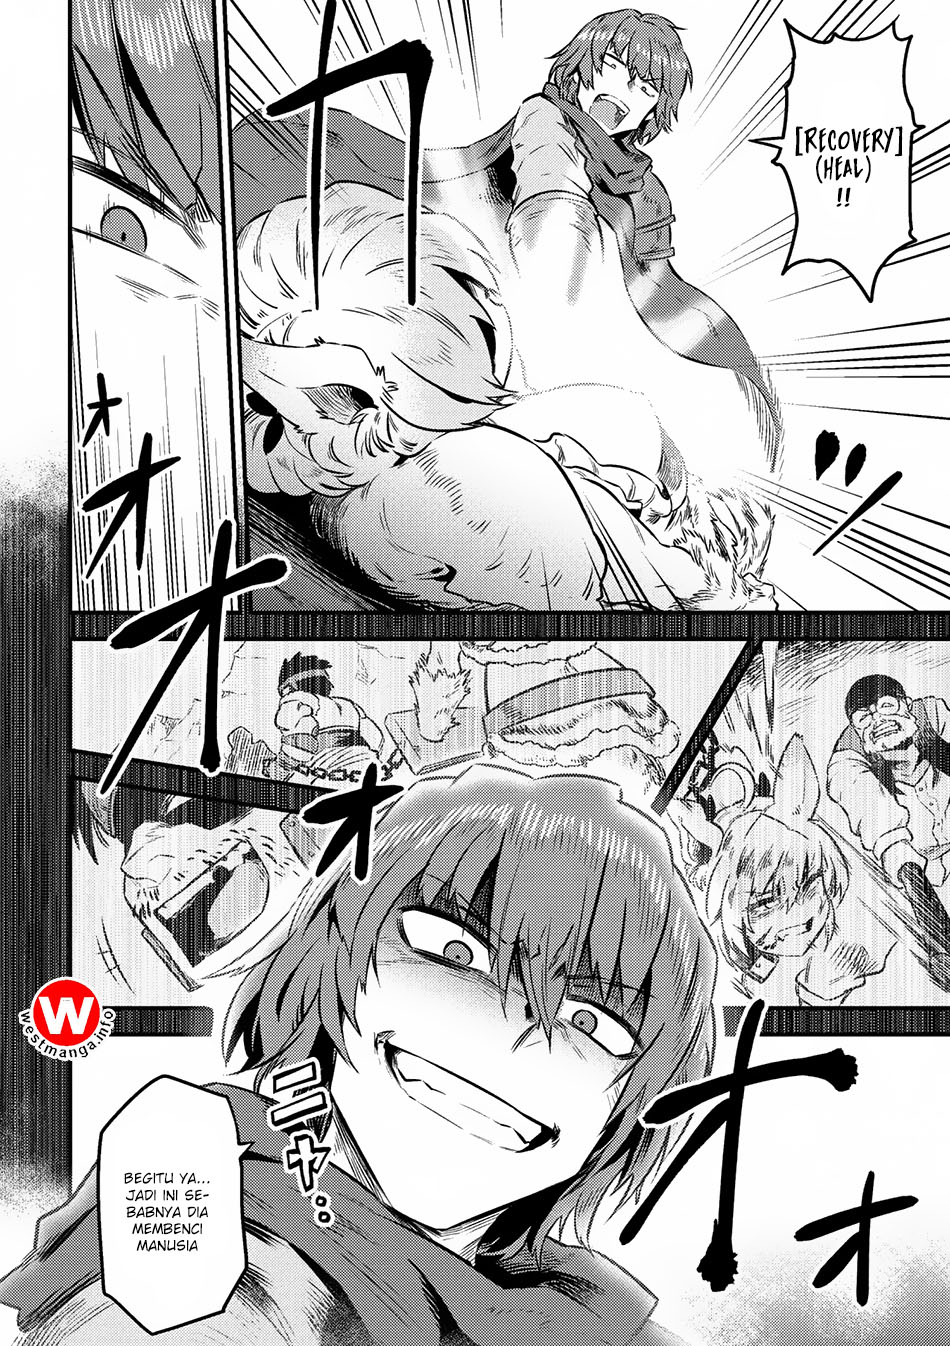 [RECOVERY]
(HEAL)
!!
カッ
オオオ
オオオ
ニヤ…
W
westmanga.info
BEGITU YA...
JADI INI SE-
BABNYA DIA
MEMBENCI
MANUSIA